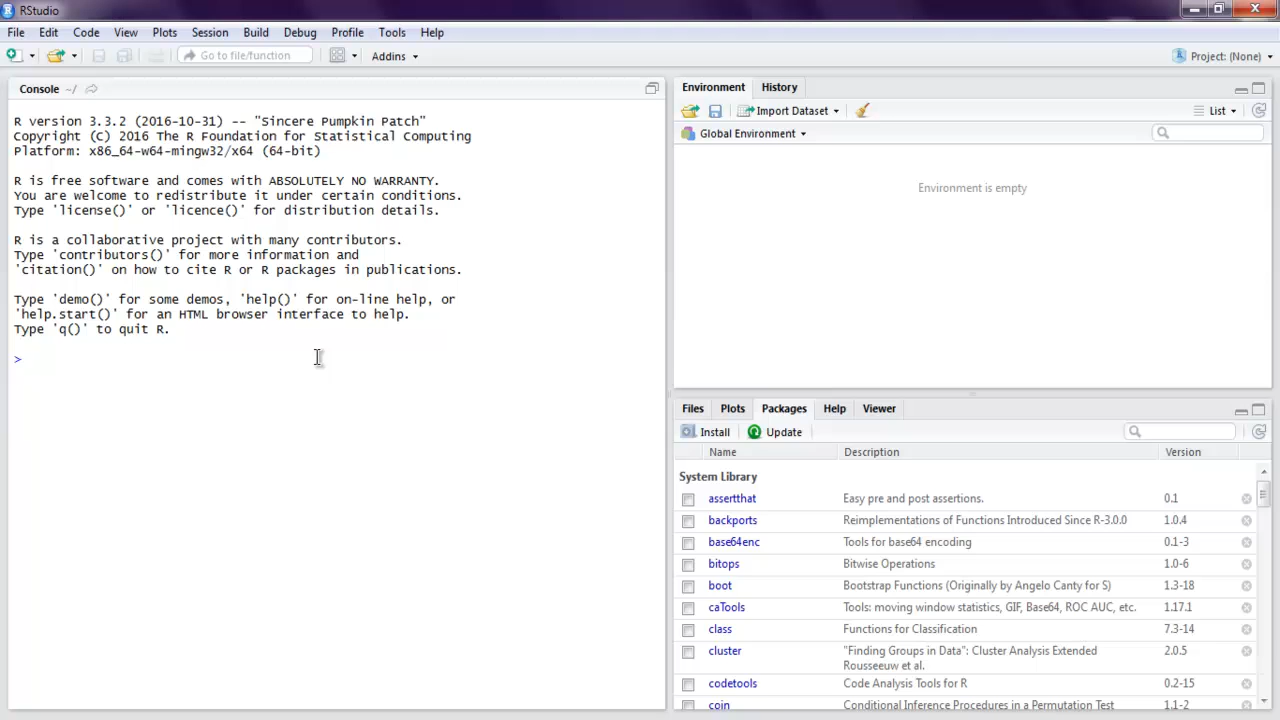 RStudio
File Edit Code View Plots Session Build Debug Profile Tools Help
Go to file/function Addins Project: (None)
Console ~/
R version 3.3.2 (2016-10-31) -- "Sincere Pumpkin Patch"
Copyright (C) 2016 The R Foundation for Statistical Computing
Platform: x86_64-w64-mingw32/x64 (64-bit)
R is free software and comes with ABSOLUTELY NO WARRANTY.
You are welcome to redistribute it under certain conditions.
Type 'license()' or 'licence()' for distribution details.
R is a collaborative project with many contributors.
Type 'contributors()' for more information and
'citation()' on how to cite R or R packages in publications.
Type 'demo()' for some demos, 'help()' for on-line help, or
'help.start()' for an HTML browser interface to help.
Type 'q()' to quit R.
>
Environment History
Import Dataset List
Global Environment
Environment is empty
Files Plots Packages Help Viewer
Install Update
Name Description Version
System Library
assertthat Easy pre and post assertions. 0.1
backports Reimplementations of Functions Introduced Since R-3.0.0 1.0.4
base64enc Tools for base64 encoding 0.1-3
bitops Bitwise Operations 1.0-6
boot Bootstrap Functions (Originally by Angelo Canty for S) 1.3-18
caTools Tools: moving window statistics, GIF, Base64, ROC AUC, etc. 1.17.1
class Functions for Classification 7.3-14
cluster "Finding Groups in Data": Cluster Analysis Extended 2.0.5
Rousseeuw et al.
codetools Code Analysis Tools for R 0.2-15
coin Conditional Inference Procedures in a Permutation Test 1.1-2